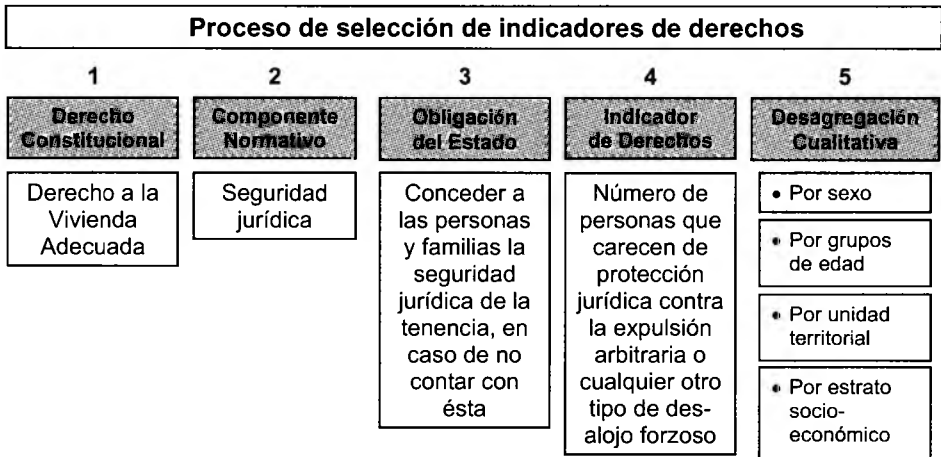 Proceso de selección de indicadores de derechos
1
2
3
4
5
Derecho
Constitucional
Componente
Normativo
Obligación
del Estado
Indicador
de Derechos
Desagregación
Cualitativa
Derecho a la
Vivienda
Adecuada
Seguridad
jurídica
Conceder a
las personas
y familias la
seguridad
jurídica de la
tenencia, en
caso de no
contar con
ésta
Número de
personas que
carecen de
protección
jurídica contra
la expulsión
arbitraria o
cualquier otro
tipo de des-
alojo forzoso
• Por sexo
• Por grupos
de edad
• Por unidad
territorial
• Por estrato
socio-
económico